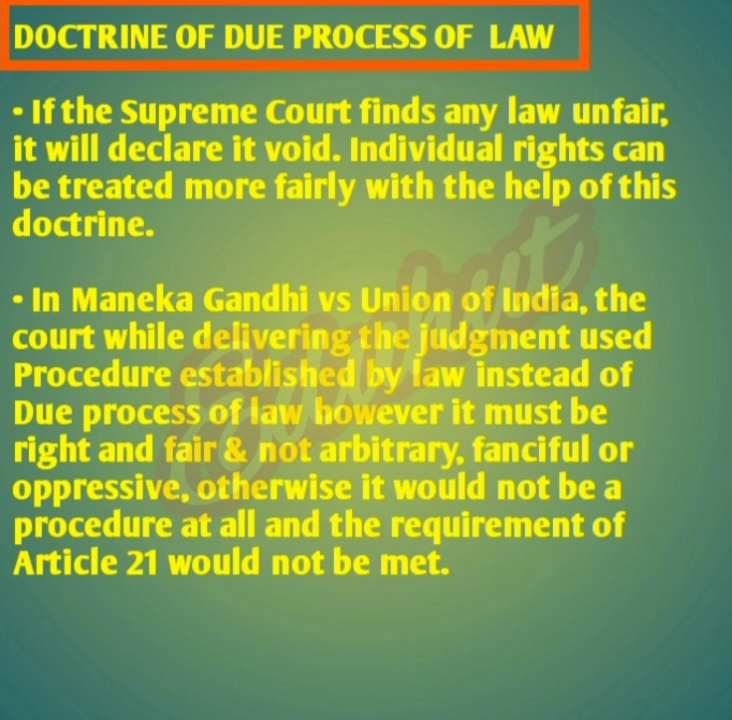 DOCTRINE OF DUE PROCESS OF LAW
• If the Supreme Court finds any law unfair,
it will declare it void. Individual rights can
be treated more fairly with the help of this
doctrine.
• In Maneka Gandhi vs Union of India, the
court while delivering the judgment used
Procedure established by law instead of
Due process of law however it must be
right and fair & not arbitrary, fanciful or
oppressive, otherwise it would not be a
procedure at all and the requirement of
Article 21 would not be met.